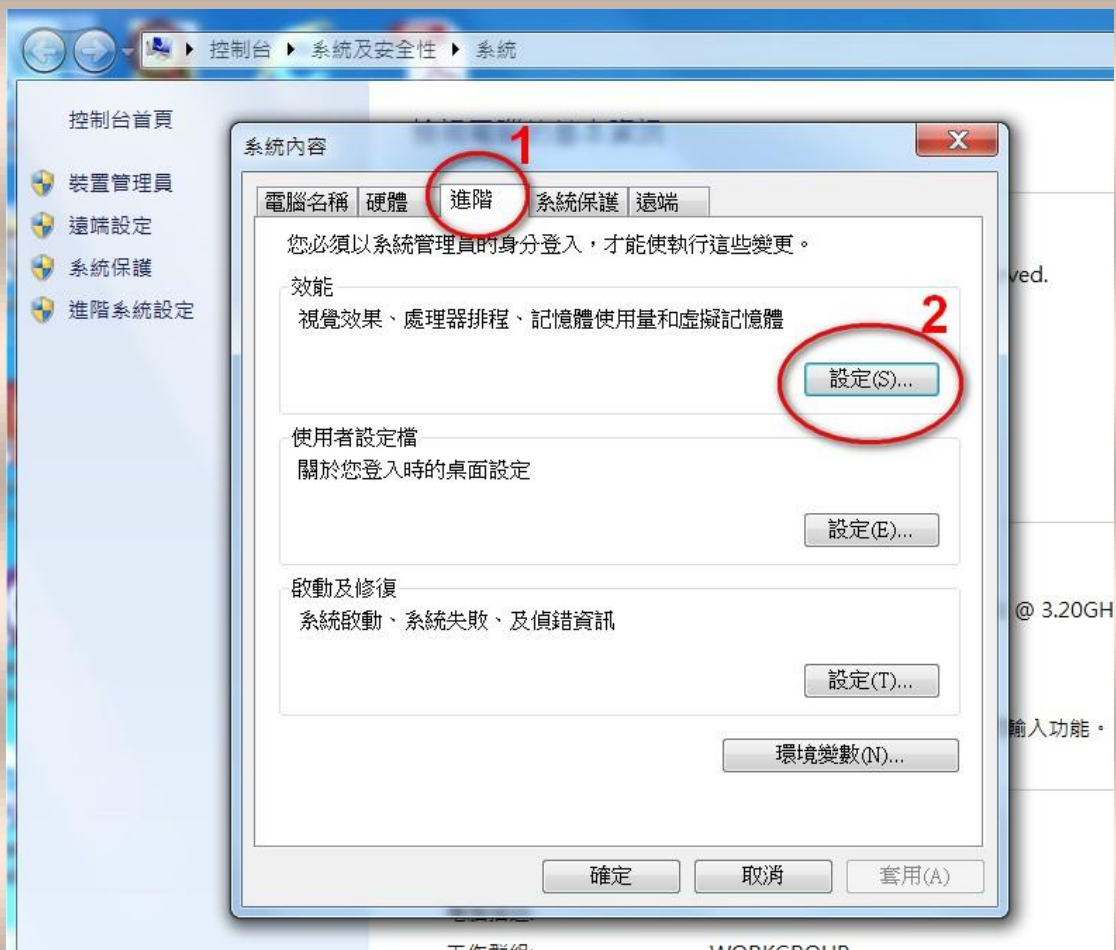 控制台 ▶ 系統及安全性 ▶ 系統
控制台首頁
裝置管理員
遠端設定
系統保護
進階系統設定
系統內容
1
電腦名稱 硬體 進階 系統保護 遠端
您必須以系統管理員的身分登入，才能使執行這些變更。
效能
視覺效果、處理器排程、記憶體使用量和虛擬記憶體
2
設定(S)...
使用者設定檔
關於您登入時的桌面設定
設定(E)...
啟動及修復
系統啟動、系統失敗、及偵錯資訊
設定(T)...
環境變數(N)...
確定 取消 套用(A)
ved.
@ 3.20GH
輸入功能。
工作群組: WORKGROUP